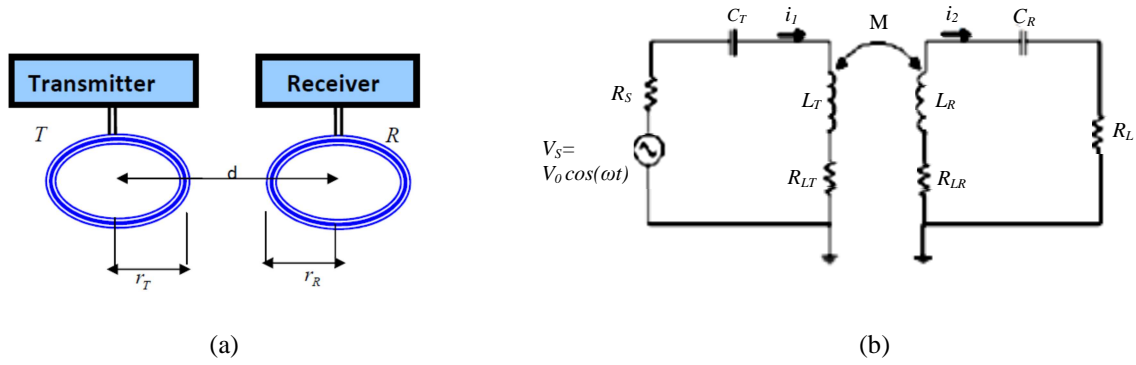 Transmitter
Receiver
T
R
d
r_T
r_R
(a)
C_T
i_1
M
i_2
C_R
R_S
L_T
L_R
R_L
V_S=
V_0 cos(ωt)
R_LT
R_LR
(b)